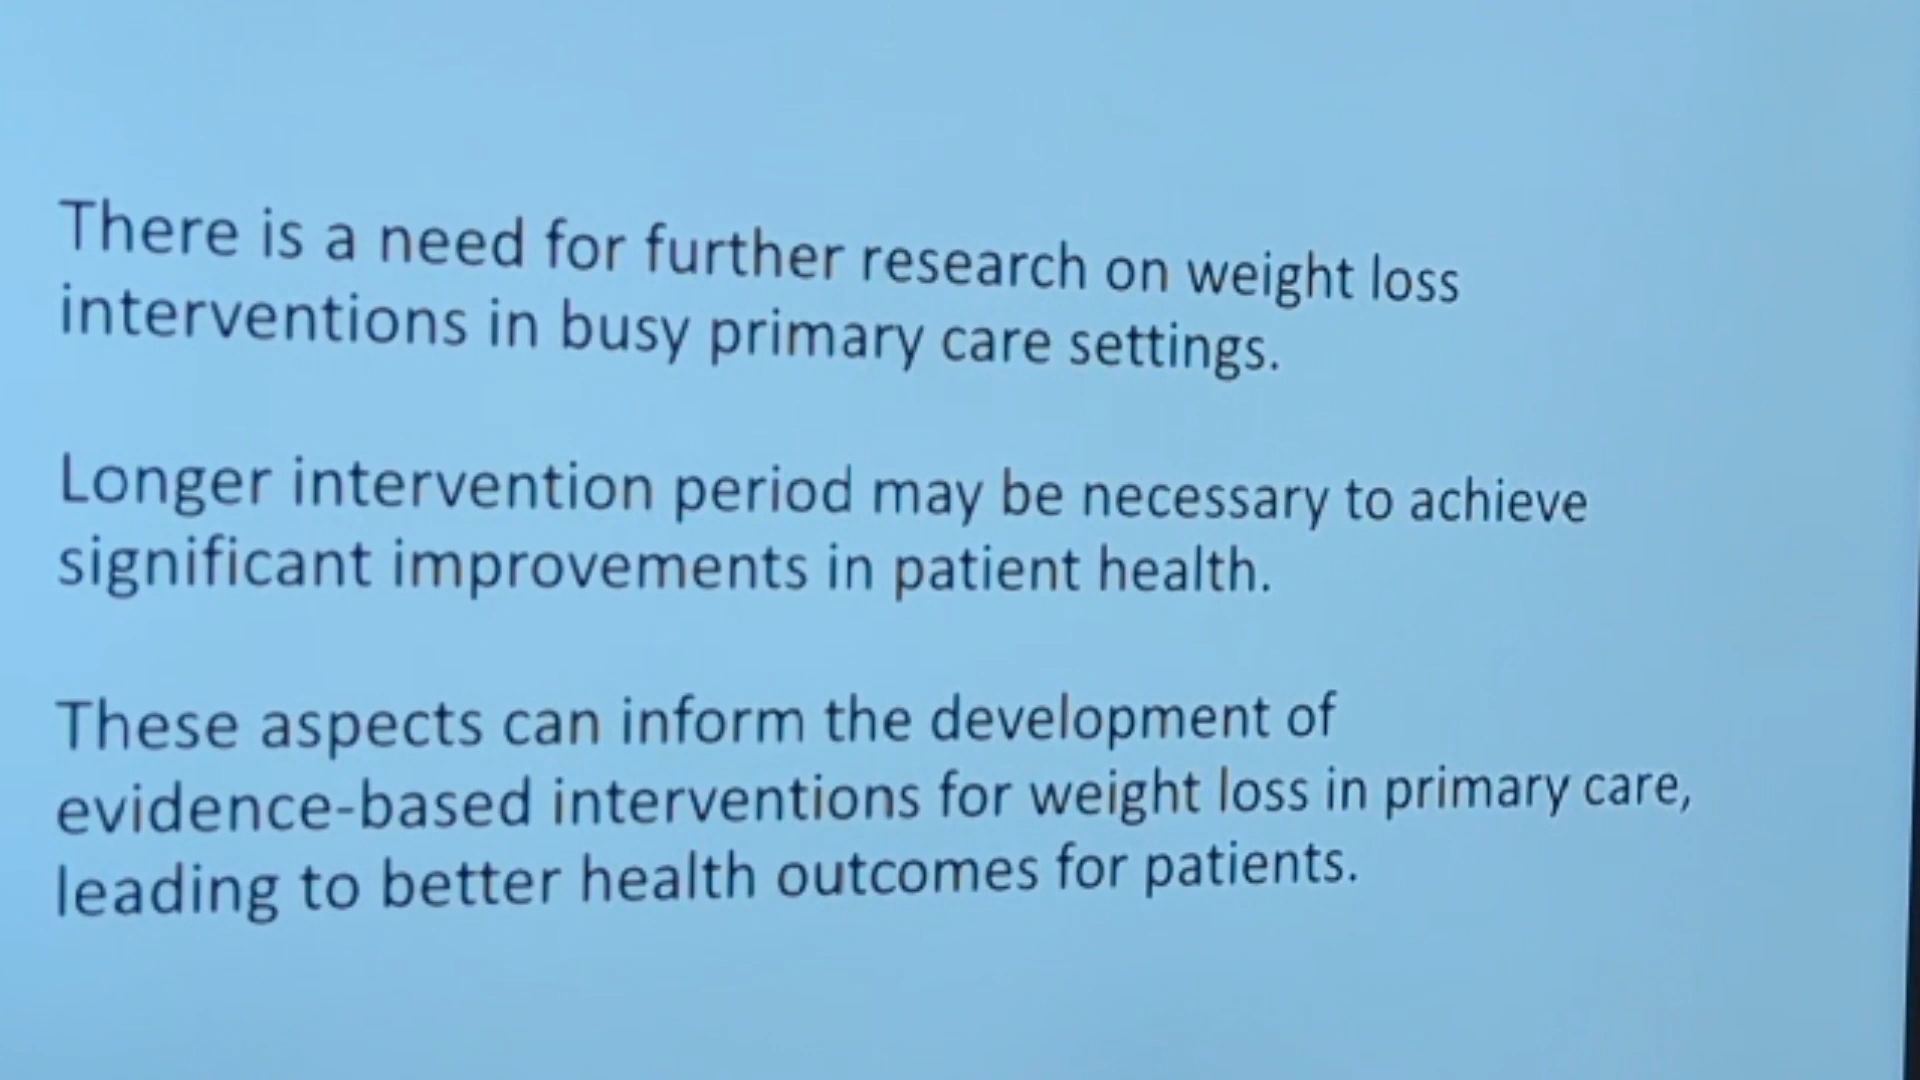 There is a need for further research on weight loss
interventions in busy primary care settings.
Longer intervention period may be necessary to achieve
significant improvements in patient health.
These aspects can inform the development of
evidence-based interventions for weight loss in primary care,
leading to better health outcomes for patients.